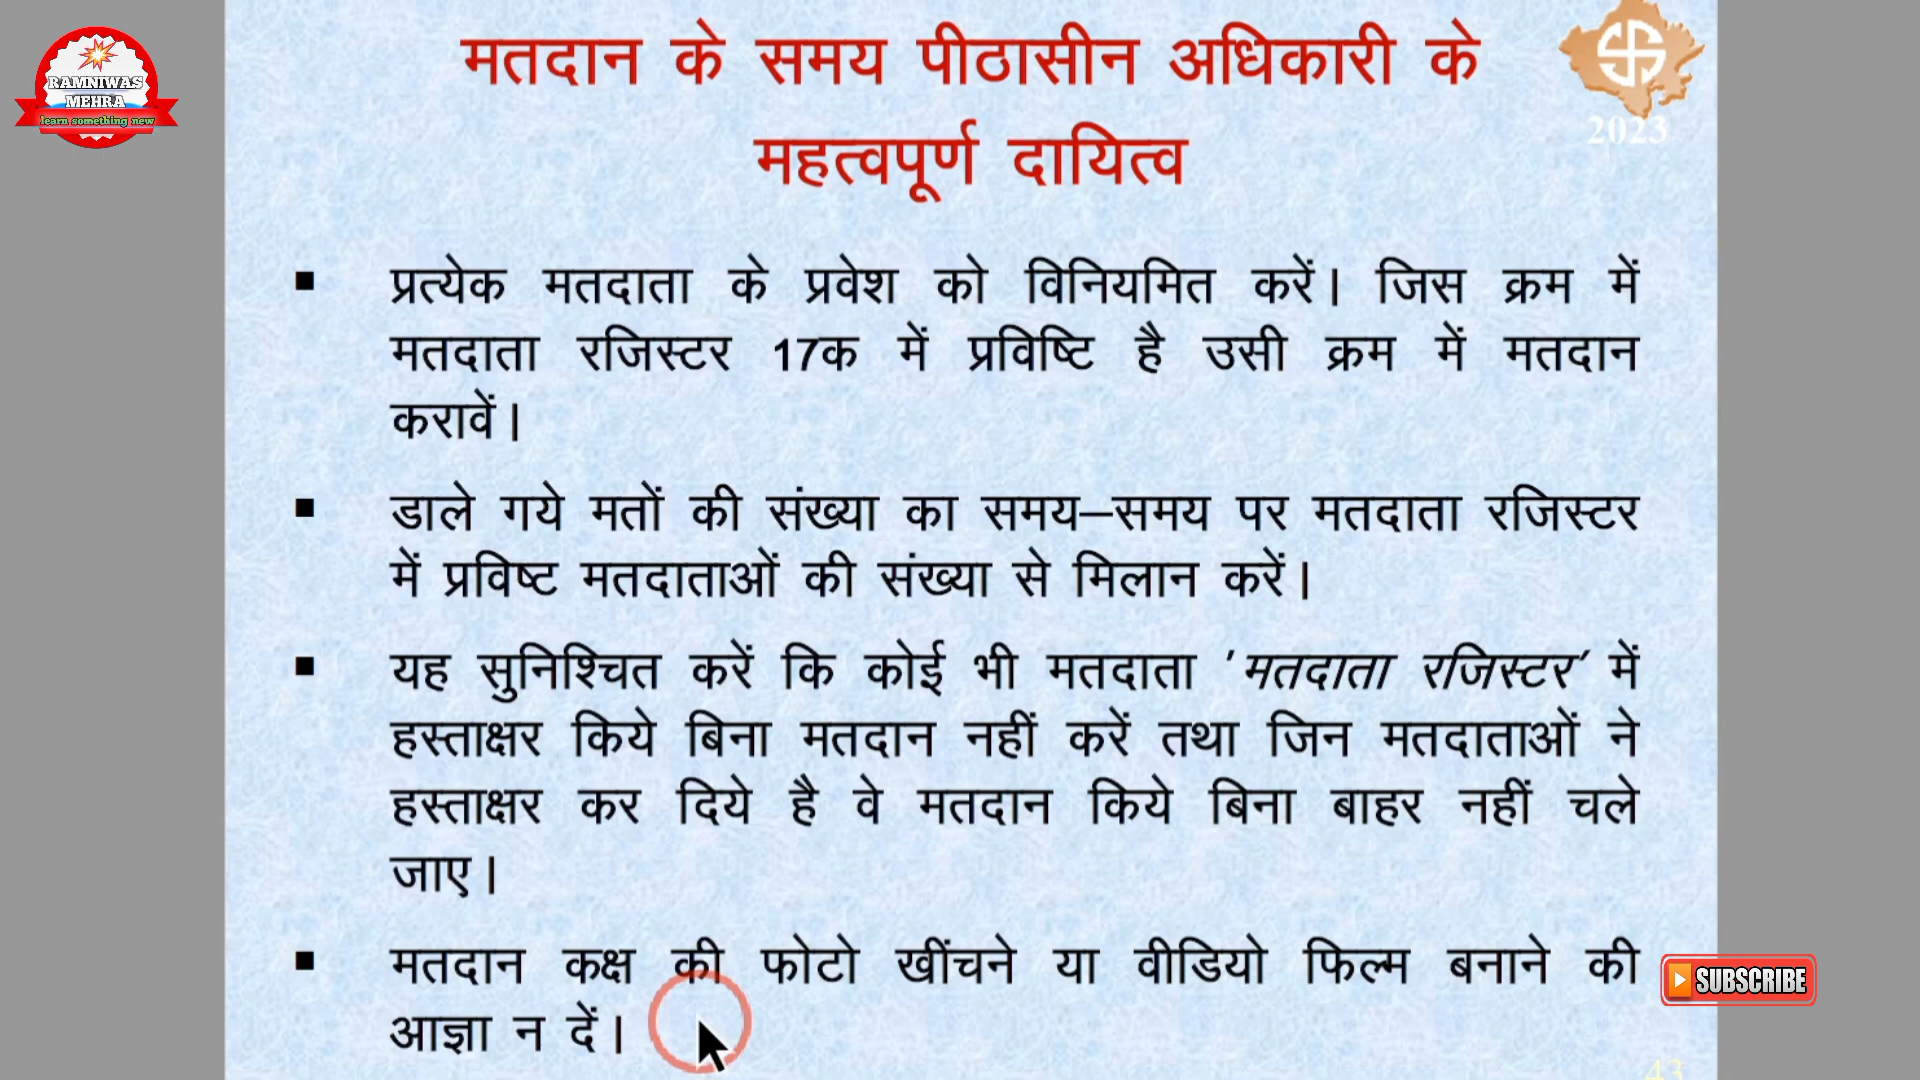 RAMNIWAS
MEHRA
learn something new
मतदान के समय पीठासीन अधिकारी के
महत्वपूर्ण दायित्व
2023
▪ प्रत्येक मतदाता के प्रवेश को विनियमित करें। जिस क्रम में
मतदाता रजिस्टर 17क में प्रविष्टि है उसी क्रम में मतदान
करावें।
▪ डाले गये मतों की संख्या का समय–समय पर मतदाता रजिस्टर
में प्रविष्ट मतदाताओं की संख्या से मिलान करें।
▪ यह सुनिश्चित करें कि कोई भी मतदाता 'मतदाता रजिस्टर' में
हस्ताक्षर किये बिना मतदान नहीं करें तथा जिन मतदाताओं ने
हस्ताक्षर कर दिये है वे मतदान किये बिना बाहर नहीं चले
जाए।
▪ मतदान कक्ष की फोटो खींचने या वीडियो फिल्म बनाने की
आज्ञा न दें।
SUBSCRIBE
43